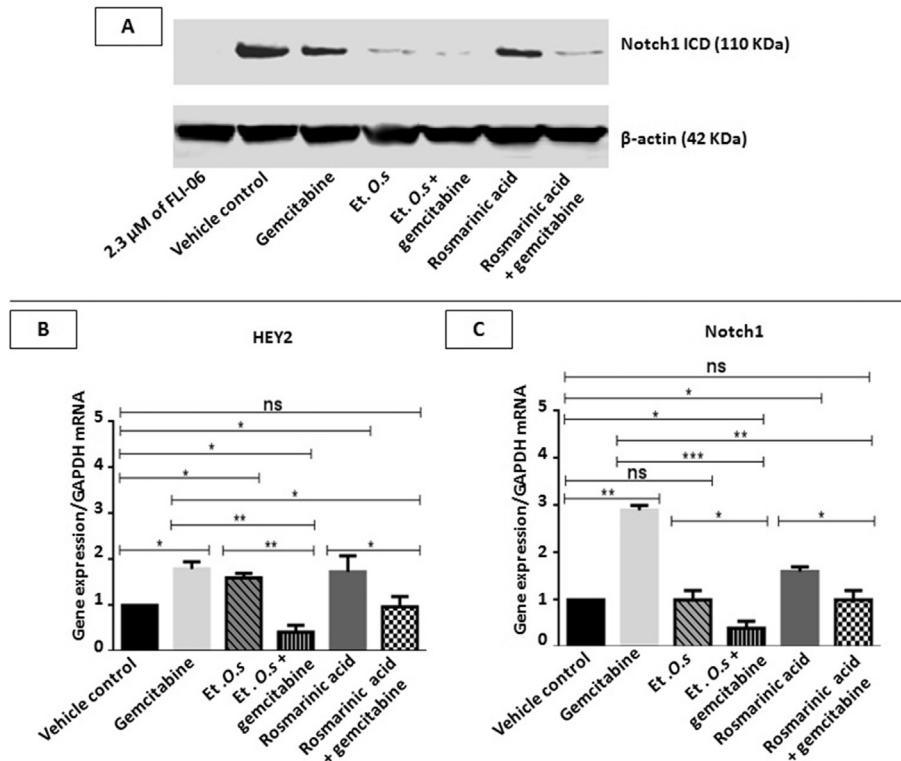 A
Notch1 ICD (110 KDa)
β-actin (42 KDa)
2.3 µM of FLI-06
Vehicle control
Gemcitabine
Et. O.s
Et. O.s +
gemcitabine
Rosmarinic acid
Rosmarinic acid
+ gemcitabine
B
HEY2
Gene expression/GAPDH mRNA
5
4
3
2
1
0
ns
*
*
*
*
**
*
**
*
Vehicle control
Gemcitabine
Et. O.s
Et. O.s +
gemcitabine
Rosmarinic acid
Rosmarinic acid
+ gemcitabine
C
Notch1
Gene expression/GAPDH mRNA
5
4
3
2
1
0
ns
*
*
**
***
ns
**
*
*
Vehicle control
Gemcitabine
Et. O.s
Et. O.s +
gemcitabine
Rosmarinic acid
Rosmarinic acid
+ gemcitabine